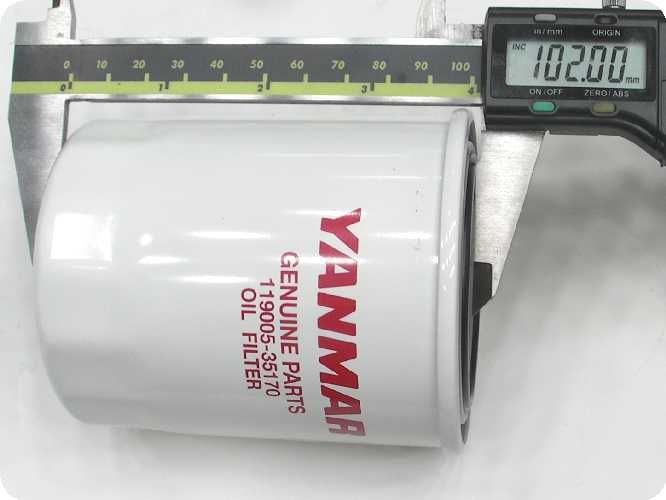 in/mm ORIGIN
INC 102.00 mm
ON/OFF ZERO/ABS
0 10 20 30 40 50 60 70 80 90 100
0 1 2 3 4
YANMAR
GENUINE PARTS
119005-35170
OIL FILTER